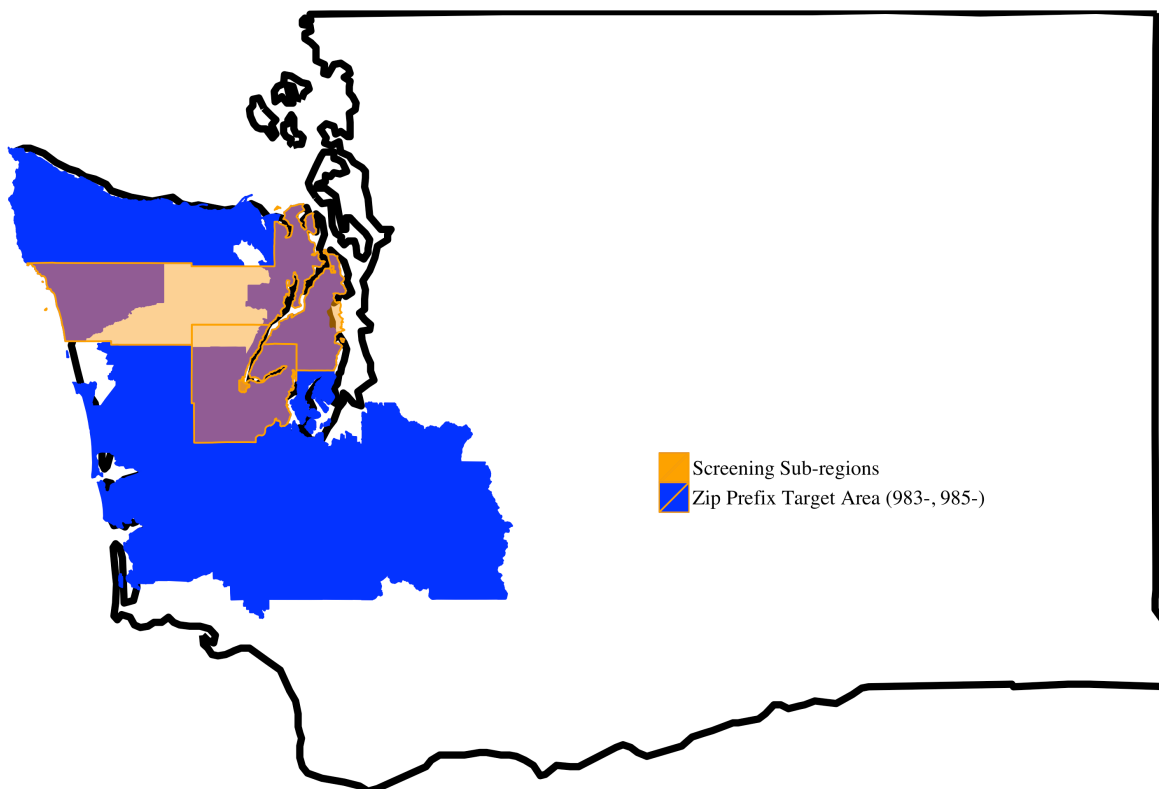 Screening Sub-regions
Zip Prefix Target Area (983-, 985-)